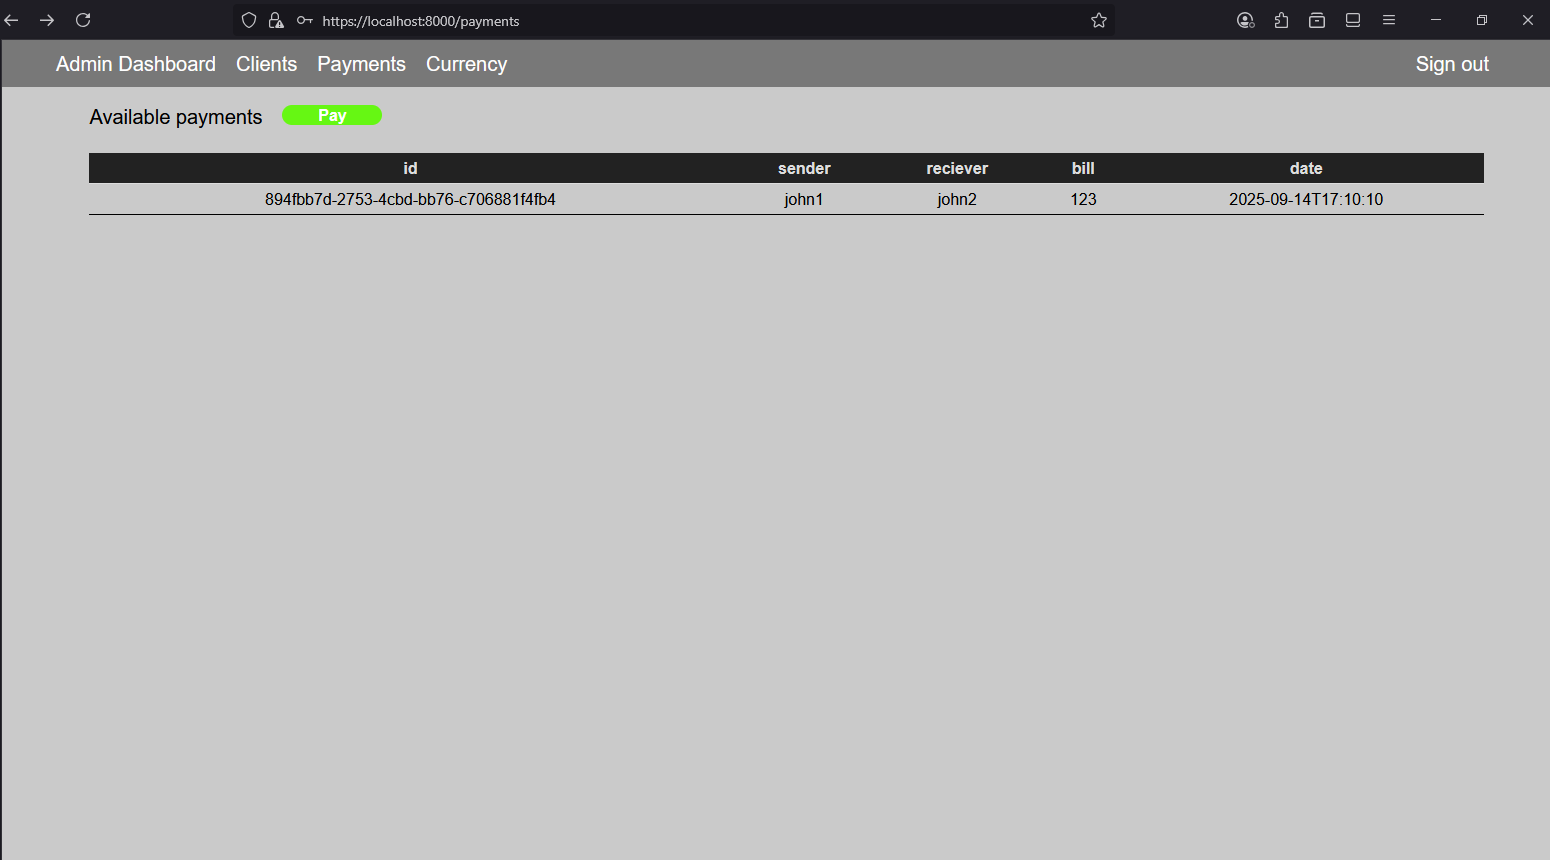 https://localhost:8000/payments
Admin Dashboard Clients Payments Currency Sign out
Available payments Pay
id sender reciever bill date
894fbb7d-2753-4cbd-bb76-c706881f4fb4 john1 john2 123 2025-09-14T17:10:10